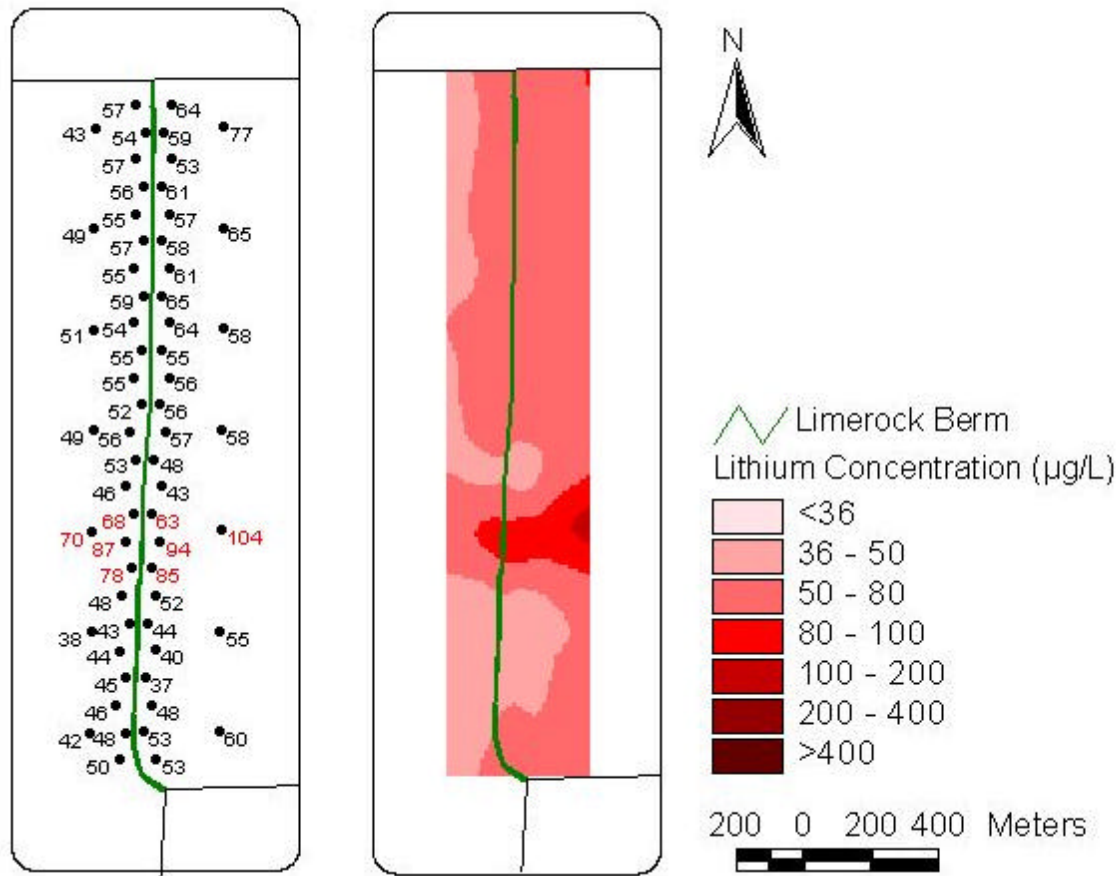 57 64
43 54 59 77
57 53
56 61
55 57
49 65
57 58
55 61
59 65
54 64
51 58
55 55
55 56
52 56
49 56 57 58
53 48
46 43
68 63
70 87 94 104
78 85
48 52
43 44
38 55
44 40
45 37
46 48
42 48 53 60
50 53
N
Limerock Berm
Lithium Concentration (µg/L)
<36
36 - 50
50 - 80
80 - 100
100 - 200
200 - 400
>400
200 0 200 400 Meters